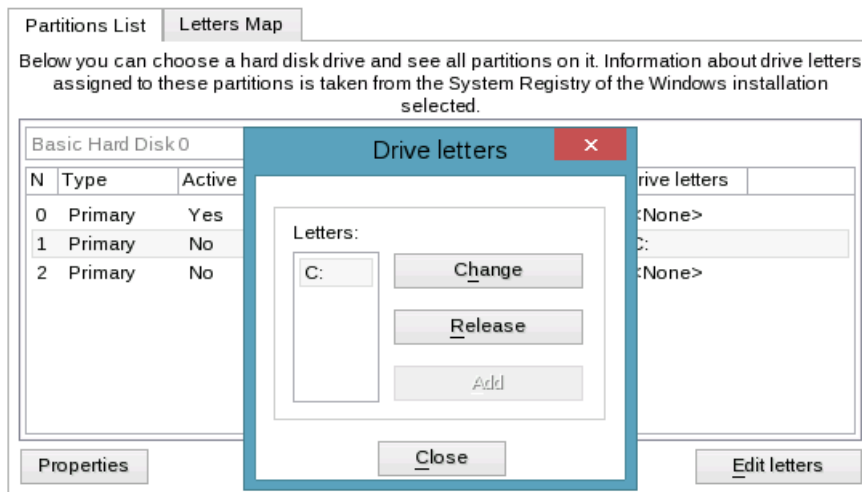 Partitions List Letters Map
Below you can choose a hard disk drive and see all partitions on it. Information about drive letters
assigned to these partitions is taken from the System Registry of the Windows installation
selected.
Basic Hard Disk 0
Drive letters
N Type Active rive letters
0 Primary Yes <None>
1 Primary No C:
2 Primary No <None>
Letters:
C:
Change
Release
Add
Close
Properties
Edit letters